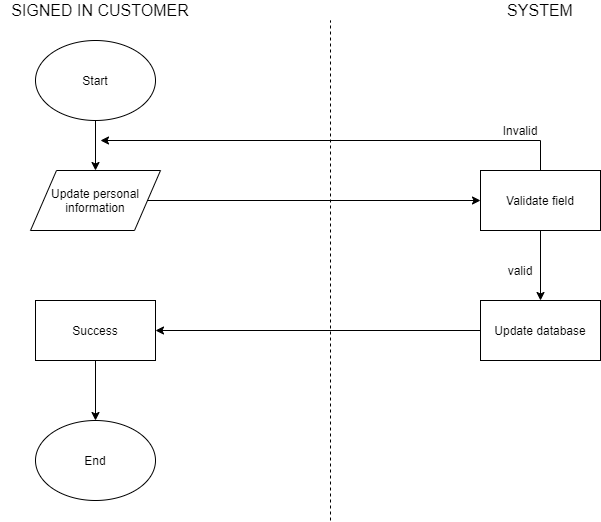 SIGNED IN CUSTOMER
SYSTEM
Start
Invalid
Update personal
information
Validate field
valid
Success
Update database
End